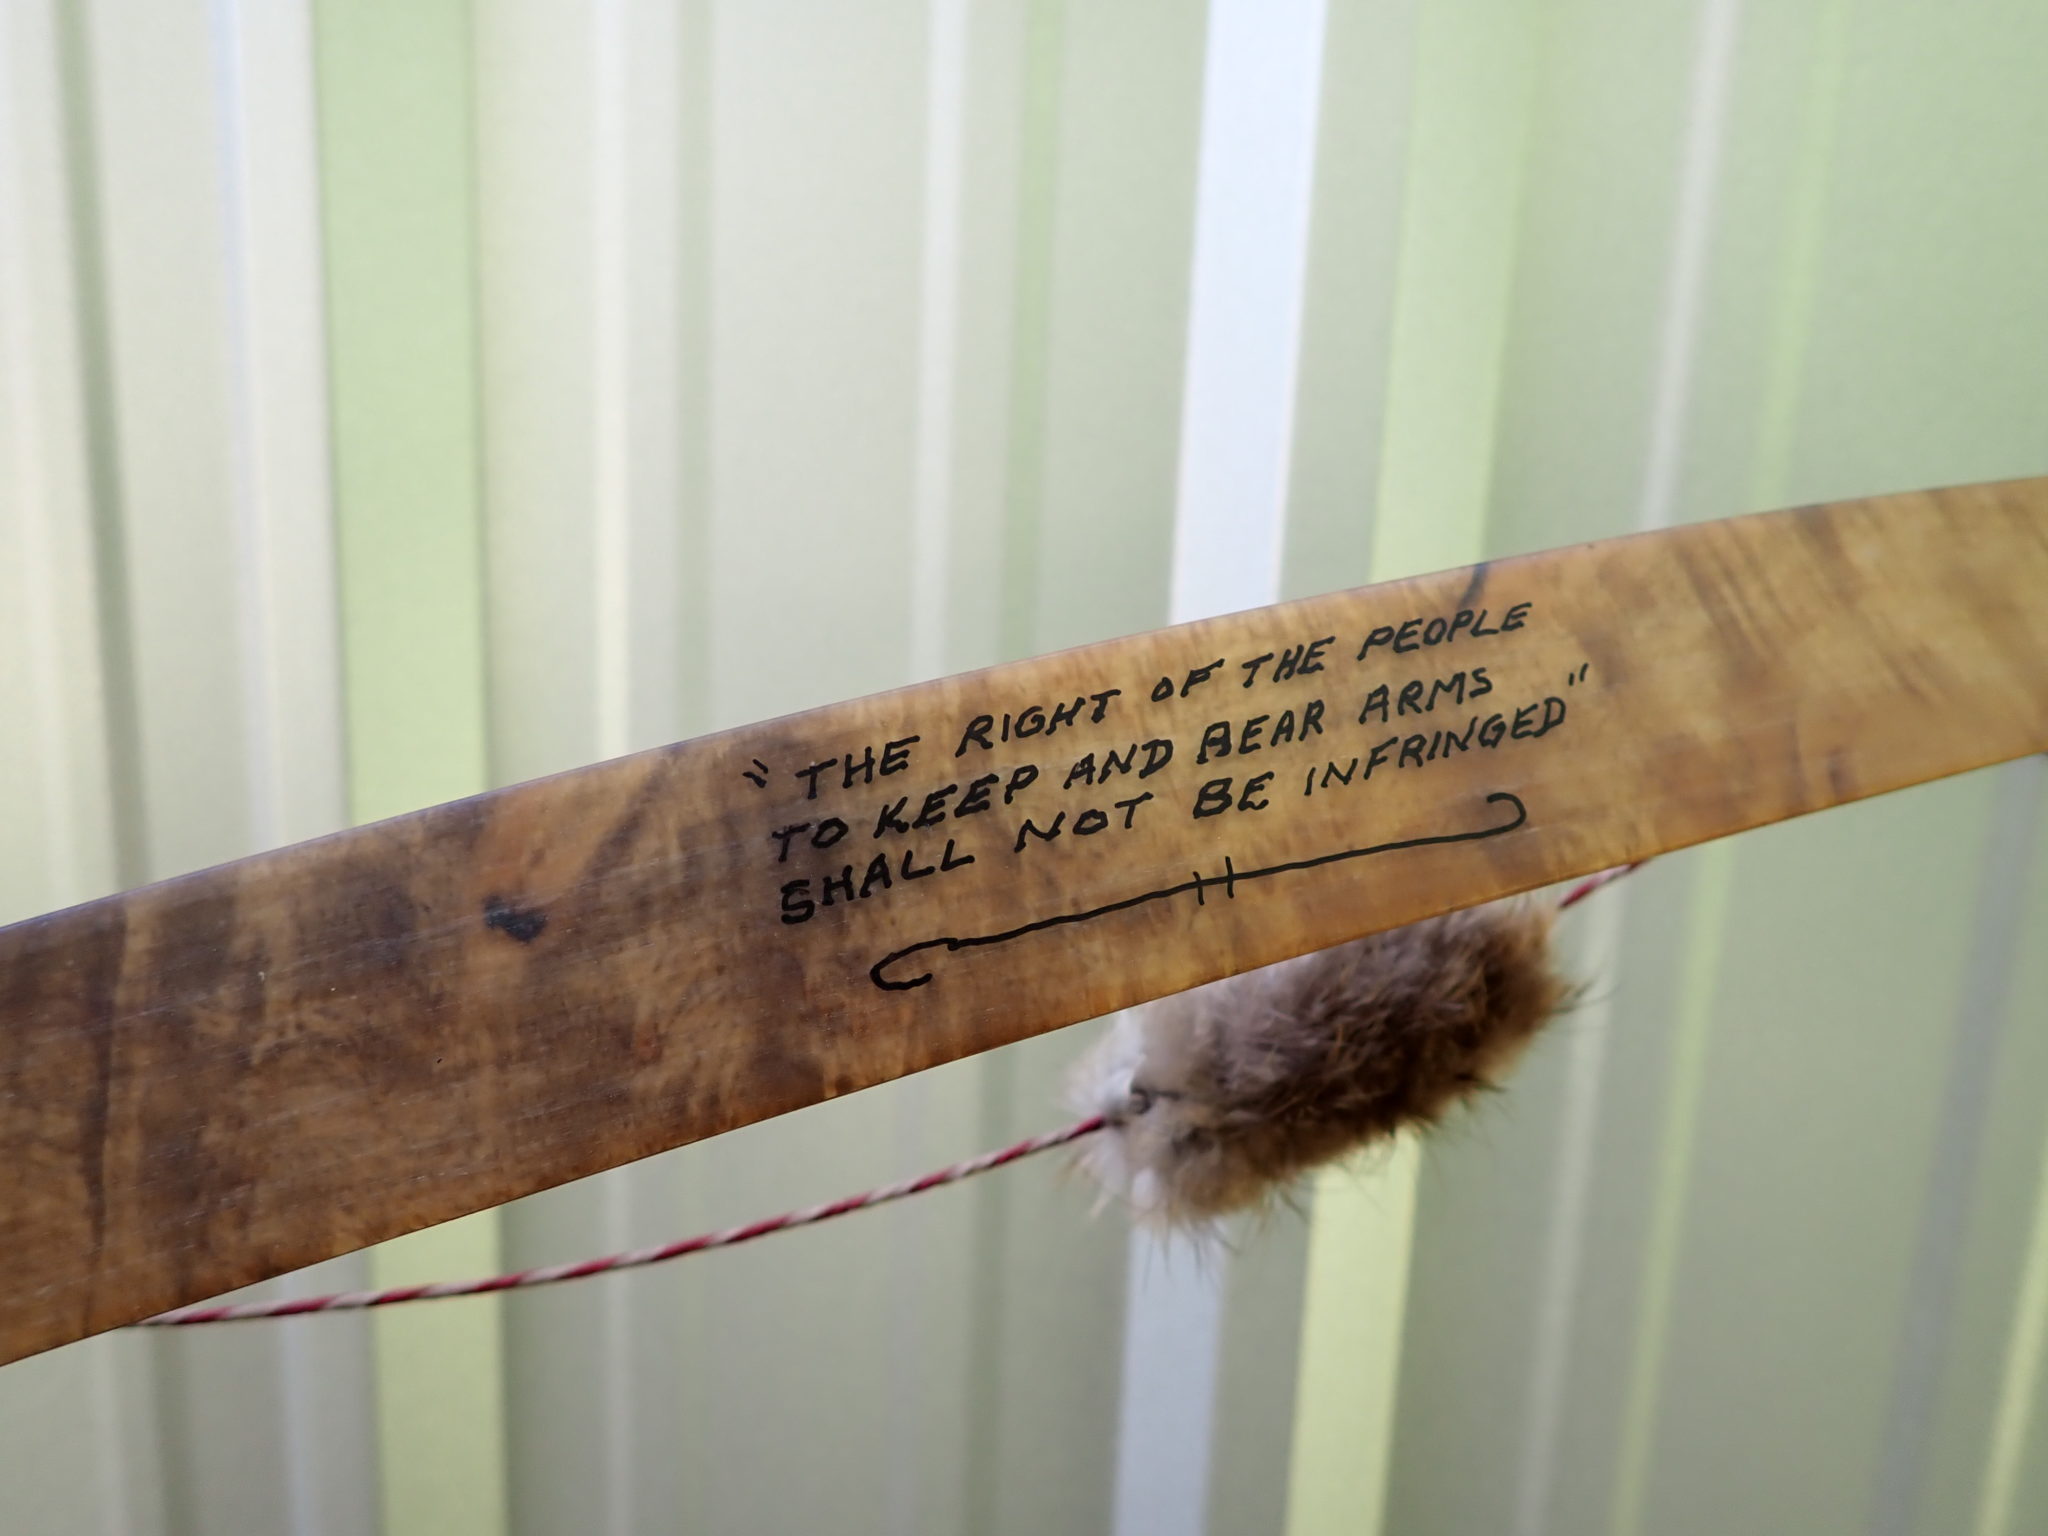 "THE RIGHT OF THE PEOPLE
TO KEEP AND BEAR ARMS
SHALL NOT BE INFRINGED"